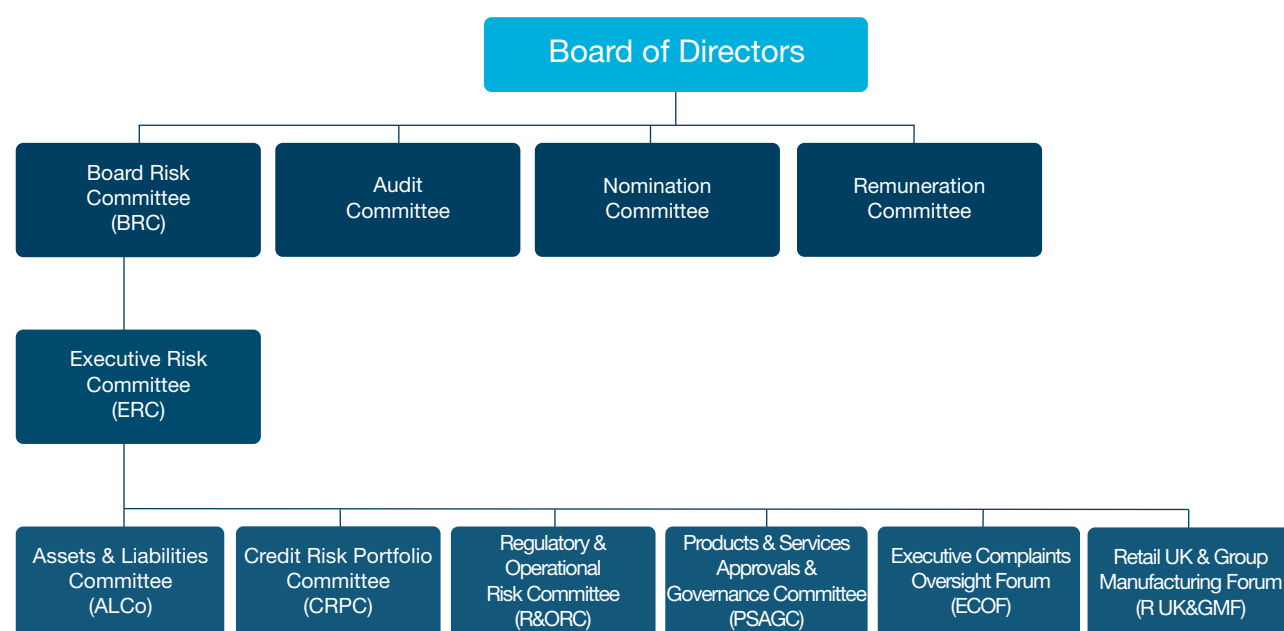 Board of Directors
Board Risk
Committee
(BRC)
Audit
Committee
Nomination
Committee
Remuneration
Committee
Executive Risk
Committee
(ERC)
Assets & Liabilities
Committee
(ALCo)
Credit Risk Portfolio
Committee
(CRPC)
Regulatory &
Operational
Risk Committee
(R&ORC)
Products & Services
Approvals &
Governance Committee
(PSAGC)
Executive Complaints
Oversight Forum
(ECOF)
Retail UK & Group
Manufacturing Forum
(R UK&GMF)